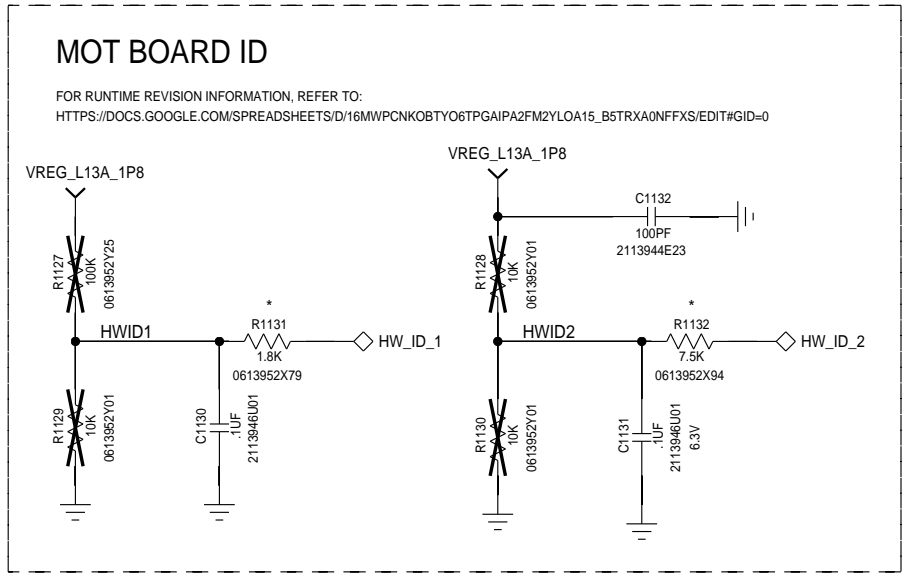 MOT BOARD ID
FOR RUNTIME REVISION INFORMATION, REFER TO:
HTTPS://DOCS.GOOGLE.COM/SPREADSHEETS/D/16MWPCNKOBTYO6TPGAIPA2FM2YLOA15_B5TRXA0NFFXS/EDIT#GID=0
VREG_L13A_1P8
R1127
100K
0613952Y25
HWID1
*
R1131
1.8K
0613952X79
HW_ID_1
R1129
10K
0613952Y01
C1130
.1UF
2113946U01
VREG_L13A_1P8
C1132
100PF
2113944E23
R1128
10K
0613952Y01
HWID2
*
R1132
7.5K
0613952X94
HW_ID_2
R1130
10K
0613952Y01
C1131
.1UF
2113946U01
6.3V